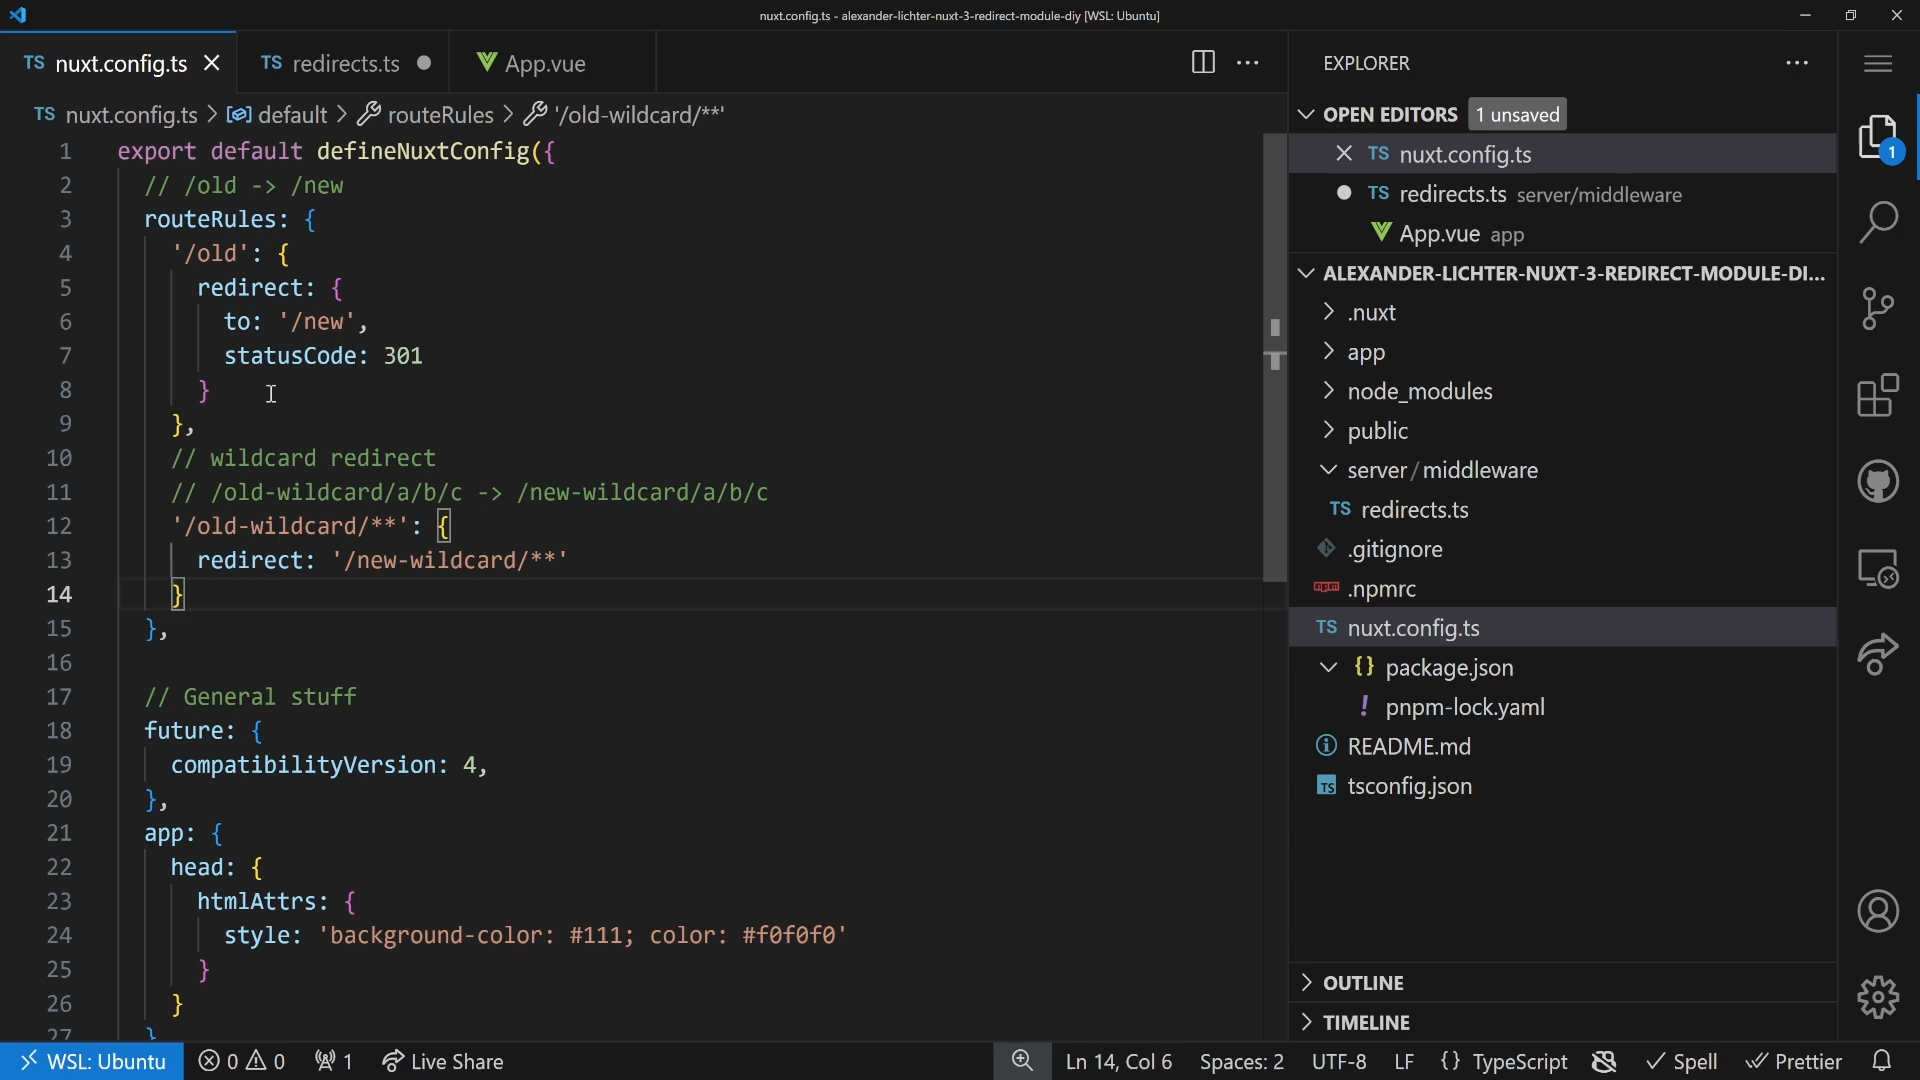 nuxt.config.ts - alexander-lichter-nuxt-3-redirect-module-diy [WSL: Ubuntu]
TS nuxt.config.ts
TS redirects.ts
App.vue
TS nuxt.config.ts > default > routeRules > '/old-wildcard/**'
1 export default defineNuxtConfig({
2 // /old -> /new
3 routeRules: {
4 '/old': {
5 redirect: {
6 to: '/new',
7 statusCode: 301
8 }
9 },
10 // wildcard redirect
11 // /old-wildcard/a/b/c -> /new-wildcard/a/b/c
12 '/old-wildcard/**': {
13 redirect: '/new-wildcard/**'
14 }
15 },
16
17 // General stuff
18 future: {
19 compatibilityVersion: 4,
20 },
21 app: {
22 head: {
23 htmlAttrs: {
24 style: 'background-color: #111; color: #f0f0f0'
25 }
26 }
27 }
EXPLORER
OPEN EDITORS 1 unsaved
TS nuxt.config.ts
TS redirects.ts server/middleware
App.vue app
ALEXANDER-LICHTER-NUXT-3-REDIRECT-MODULE-DI...
.nuxt
app
node_modules
public
server/middleware
TS redirects.ts
.gitignore
npm .npmrc
TS nuxt.config.ts
{} package.json
! pnpm-lock.yaml
README.md
TS tsconfig.json
OUTLINE
TIMELINE
1
WSL: Ubuntu
0 0
1
Live Share
Ln 14, Col 6
Spaces: 2
UTF-8
LF
{} TypeScript
Spell
Prettier